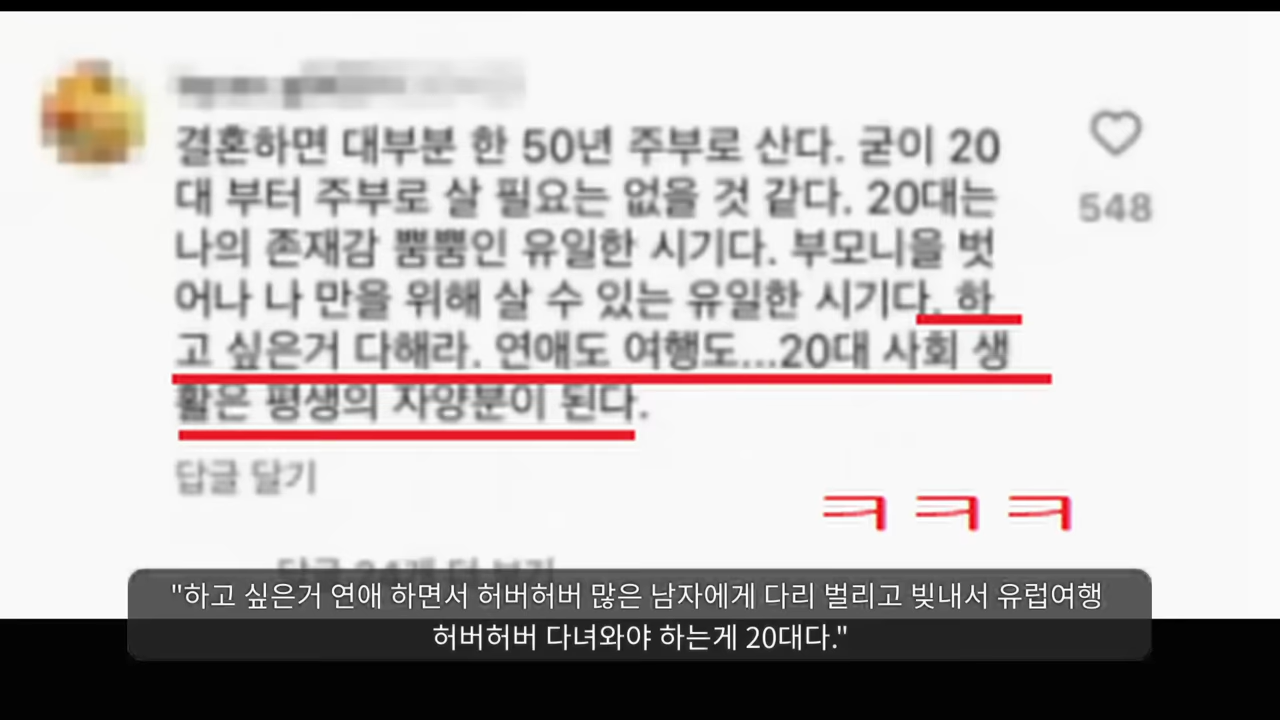 결혼하면 대부분 한 50년 주부로 산다. 굳이 20
대 부터 주부로 살 필요는 없을 것 같다. 20대는
나의 존재감 뿜뿜인 유일한 시기다. 부모니을 벗
어나 나 만을 위해 살 수 있는 유일한 시기다. 하
고 싶은거 다해라. 연애도 여행도...20대 사회 생
활은 평생의 자양분이 된다.
548
답글 달기
ㅋㅋㅋ
"하고 싶은거 연애 하면서 허버허버 많은 남자에게 다리 벌리고 빚내서 유럽여행
허버허버 다녀와야 하는게 20대다."